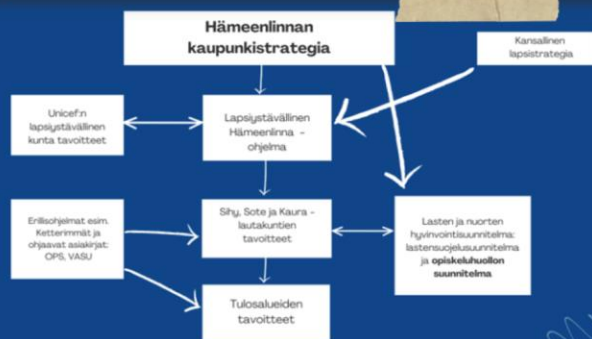 Hämeenlinnan
kaupunkistrategia
Kansallinen
lapsistrategia
Unicef:n
lapsiystävällinen
kunta tavoitteet
Lapsiystävällinen
Hämeenlinna –
ohjelma
Erillisohjelmat esim.
Ketterimmät ja
ohjaavat asiakirjat:
OPS, VASU
Sihy, Sote ja Kaura –
lautakuntien
tavoitteet
Lasten ja nuorten
hyvinvointisuunnitelma:
lastensuojelusuunnitelma
ja opiskeluhuollon
suunnitelma
Tulosalueiden
tavoitteet